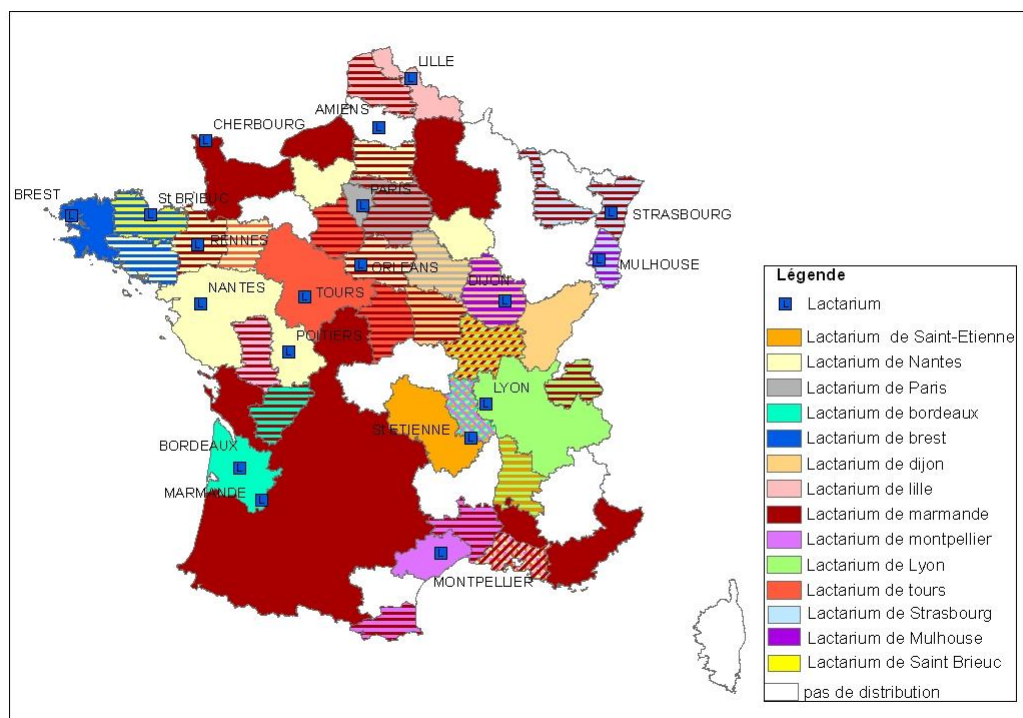 LILLE
AMIENS
CHERBOURG
BREST
St BRIEUC
PARIS
RENNES
STRASBOURG
ORLEANS
MULHOUSE
NANTES
TOURS
DIJON
POITIERS
LYON
St ETIENNE
BORDEAUX
MARMANDE
MONTPELLIER
Légende
L Lactarium
Lactarium de Saint-Etienne
Lactarium de Nantes
Lactarium de Paris
Lactarium de bordeaux
Lactarium de brest
Lactarium de dijon
Lactarium de lille
Lactarium de marmande
Lactarium de montpellier
Lactarium de Lyon
Lactarium de tours
Lactarium de Strasbourg
Lactarium de Mulhouse
Lactarium de Saint Brieuc
pas de distribution